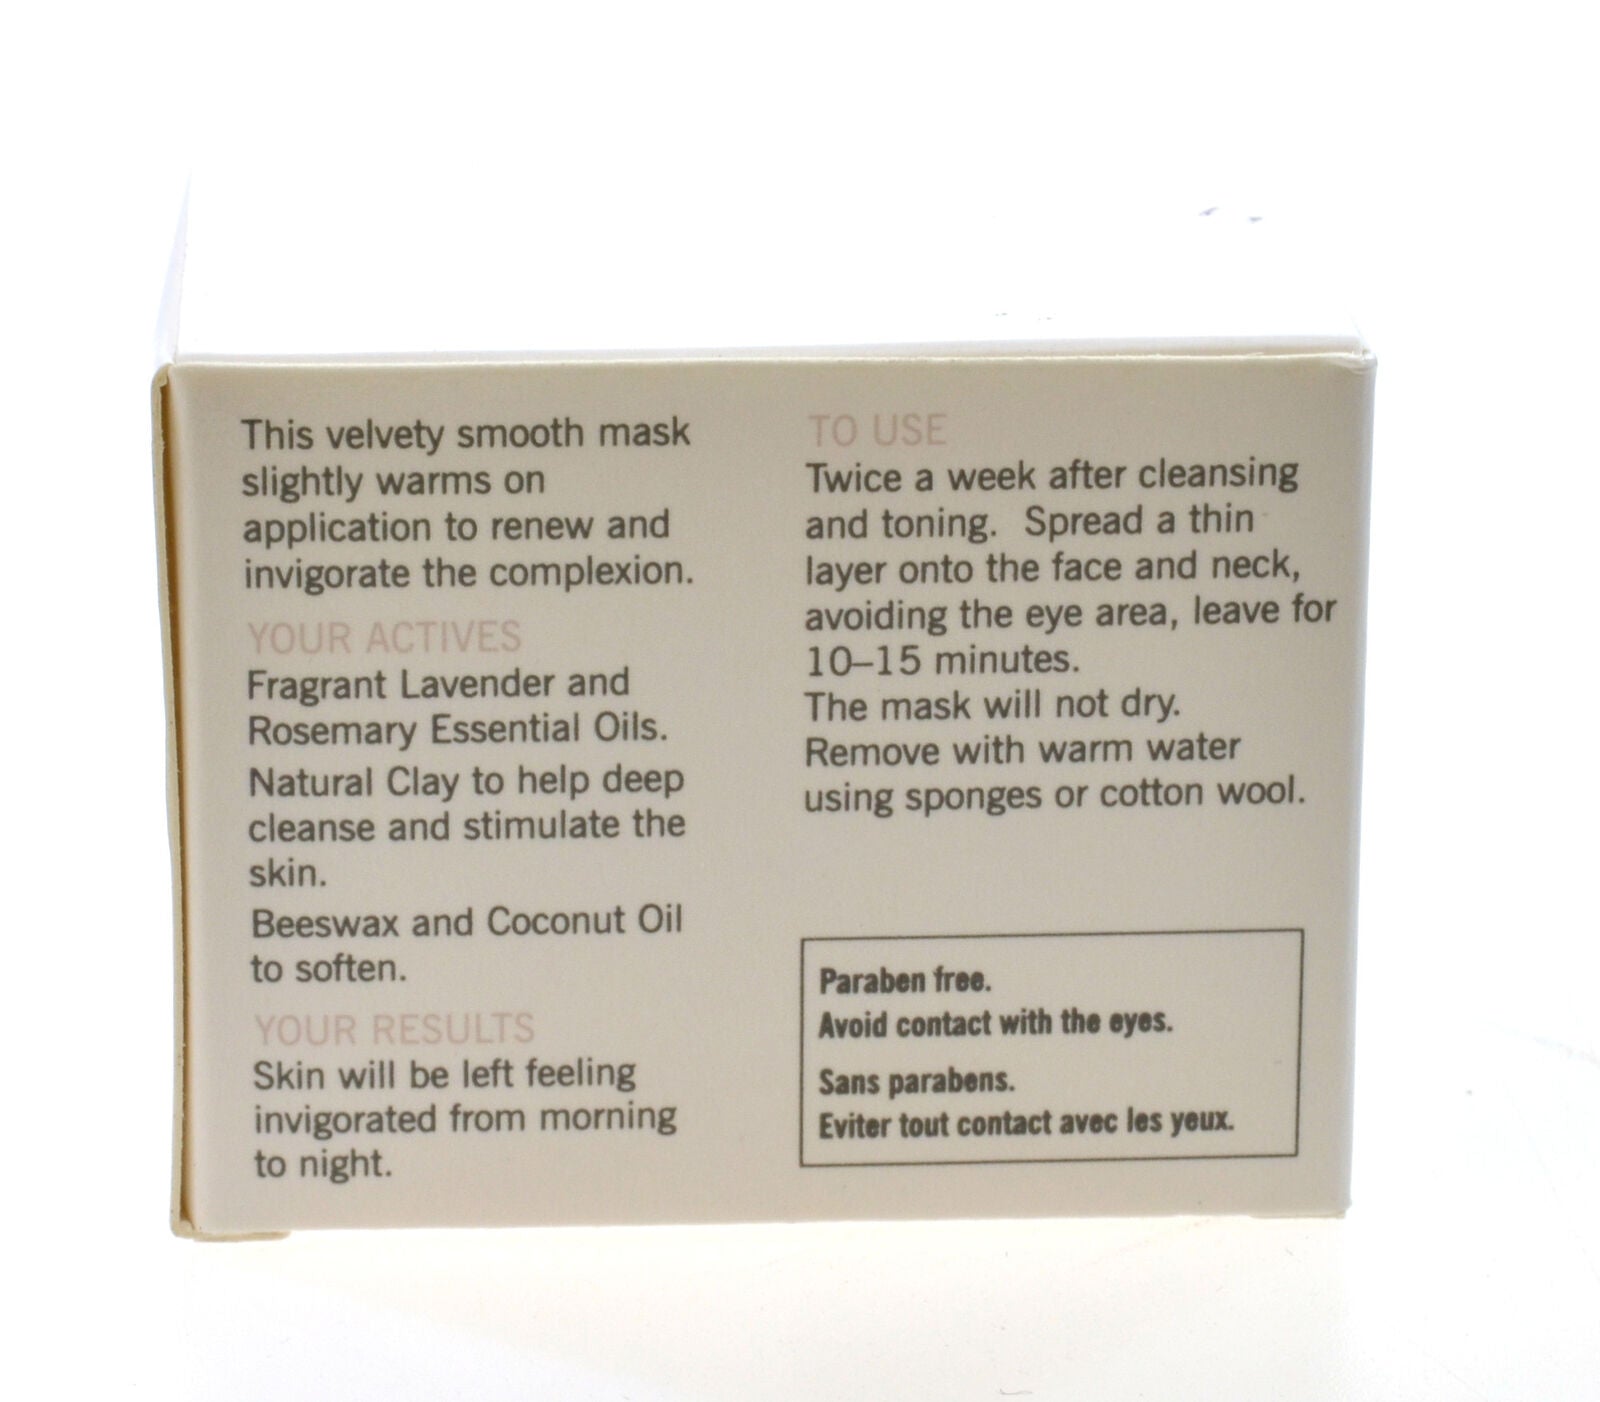 This velvety smooth mask
slightly warms on
application to renew and
invigorate the complexion.
YOUR ACTIVES
Fragrant Lavender and
Rosemary Essential Oils.
Natural Clay to help deep
cleanse and stimulate the
skin.
Beeswax and Coconut Oil
to soften.
YOUR RESULTS
Skin will be left feeling
invigorated from morning
to night.
TO USE
Twice a week after cleansing
and toning. Spread a thin
layer onto the face and neck,
avoiding the eye area, leave for
10–15 minutes.
The mask will not dry.
Remove with warm water
using sponges or cotton wool.
Paraben free.
Avoid contact with the eyes.
Sans parabens.
Eviter tout contact avec les yeux.